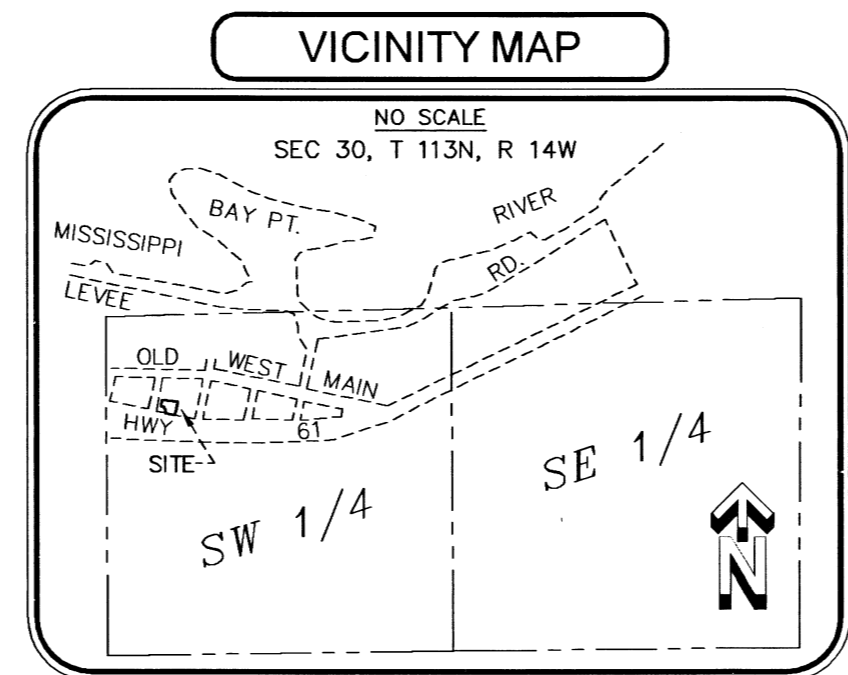 VICINITY MAP
NO SCALE
SEC 30, T 113N, R 14W
BAY PT.
RIVER
MISSISSIPPI
RD.
LEVEE
OLD
WEST
MAIN
HWY
61
SITE
SE 1/4
SW 1/4
N